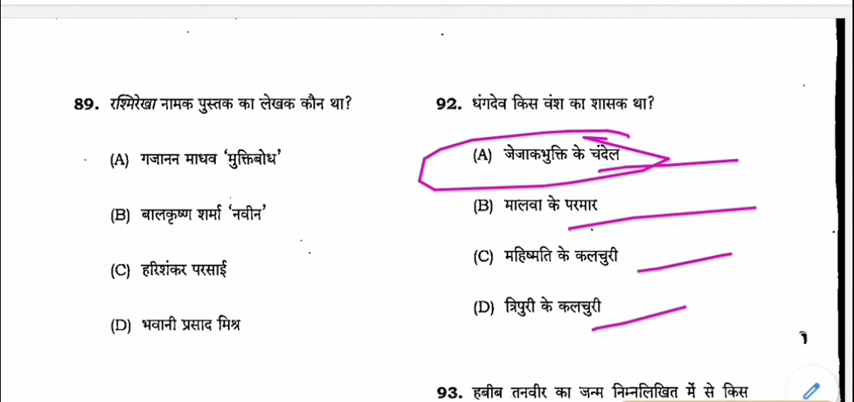 89. रश्मिरेखा नामक पुस्तक का लेखक कौन था?
(A) गजानन माधव ‘मुक्तिबोध’
(B) बालकृष्ण शर्मा ‘नवीन’
(C) हरिशंकर परसाई
(D) भवानी प्रसाद मिश्र
92. धंगदेव किस वंश का शासक था?
(A) जेजाकभुक्ति के चंदेल
(B) मालवा के परमार
(C) महिष्मति के कलचुरी
(D) त्रिपुरी के कलचुरी
93. हबीब तनवीर का जन्म निम्नलिखित में से किस